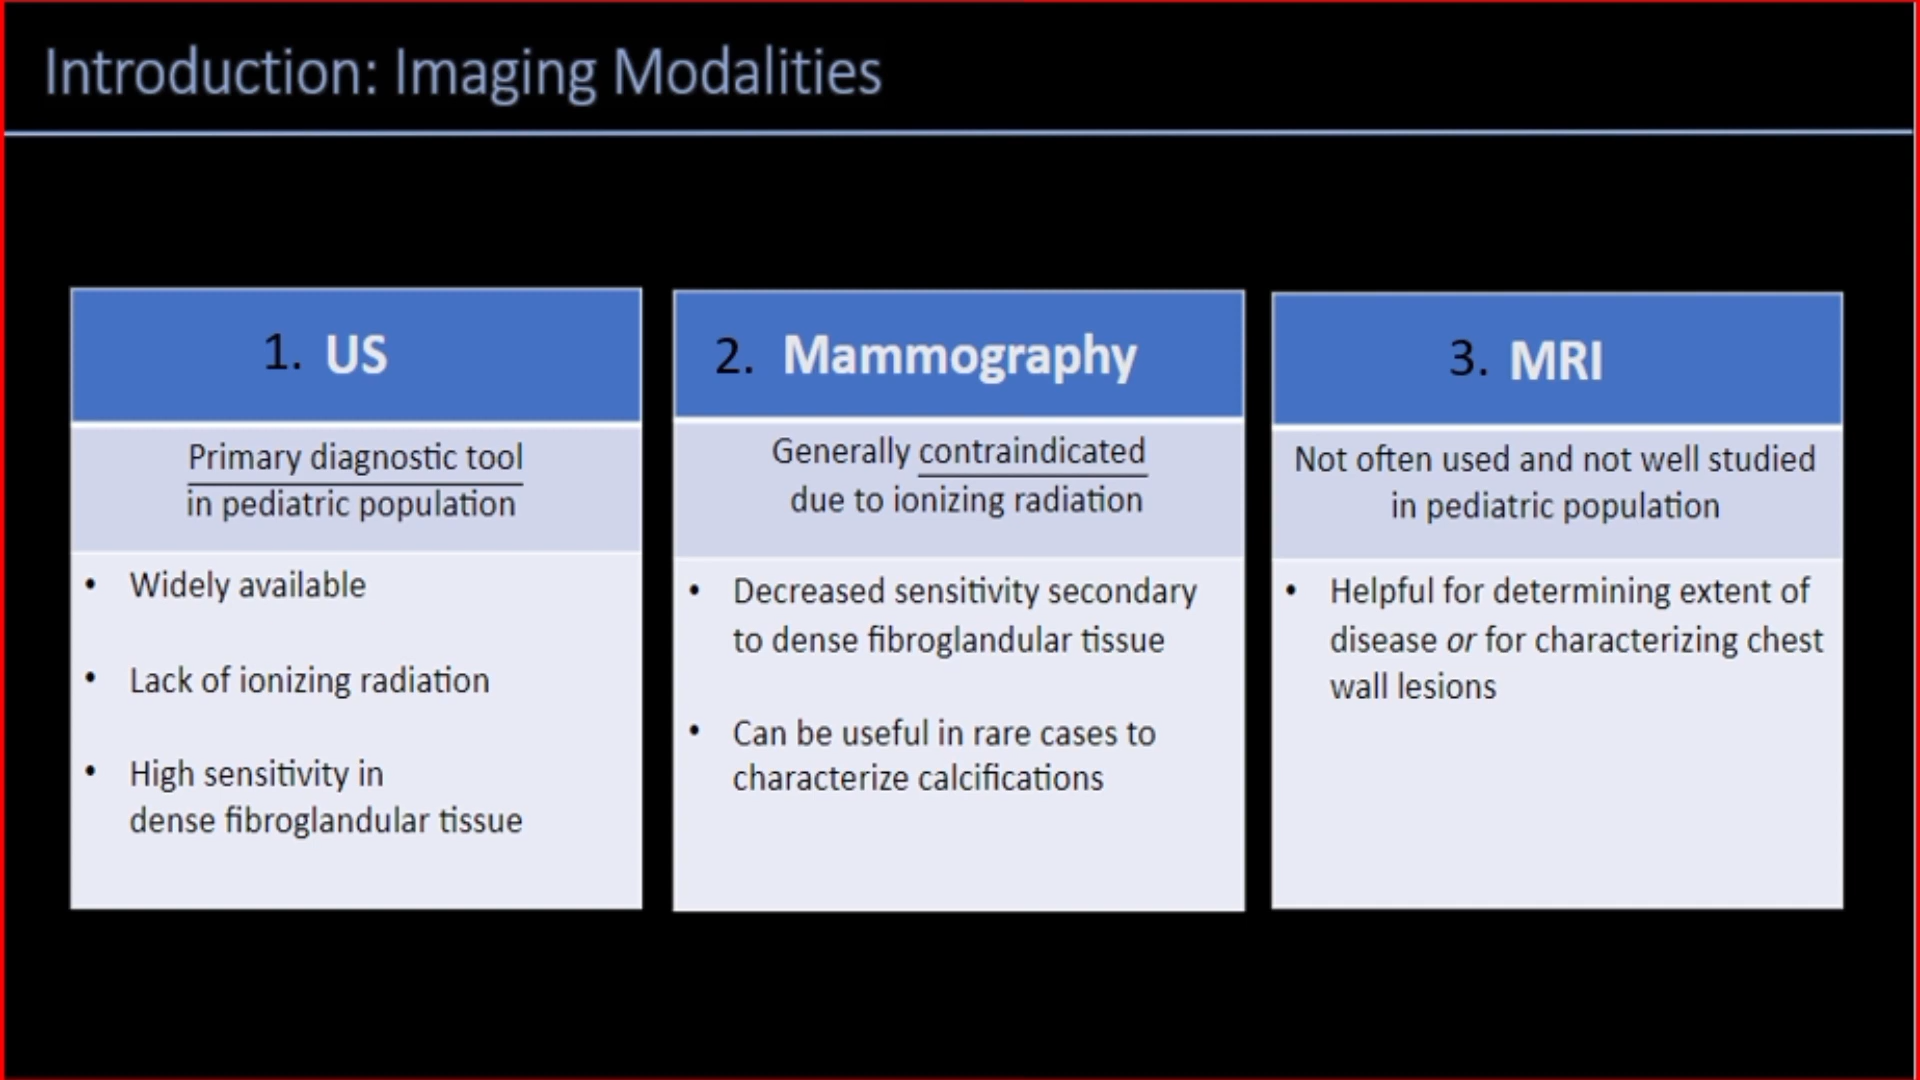 Introduction: Imaging Modalities
1. US
Primary diagnostic tool
in pediatric population
• Widely available
• Lack of ionizing radiation
• High sensitivity in
dense fibroglandular tissue
2. Mammography
Generally contraindicated
due to ionizing radiation
• Decreased sensitivity secondary
to dense fibroglandular tissue
• Can be useful in rare cases to
characterize calcifications
3. MRI
Not often used and not well studied
in pediatric population
• Helpful for determining extent of
disease or for characterizing chest
wall lesions